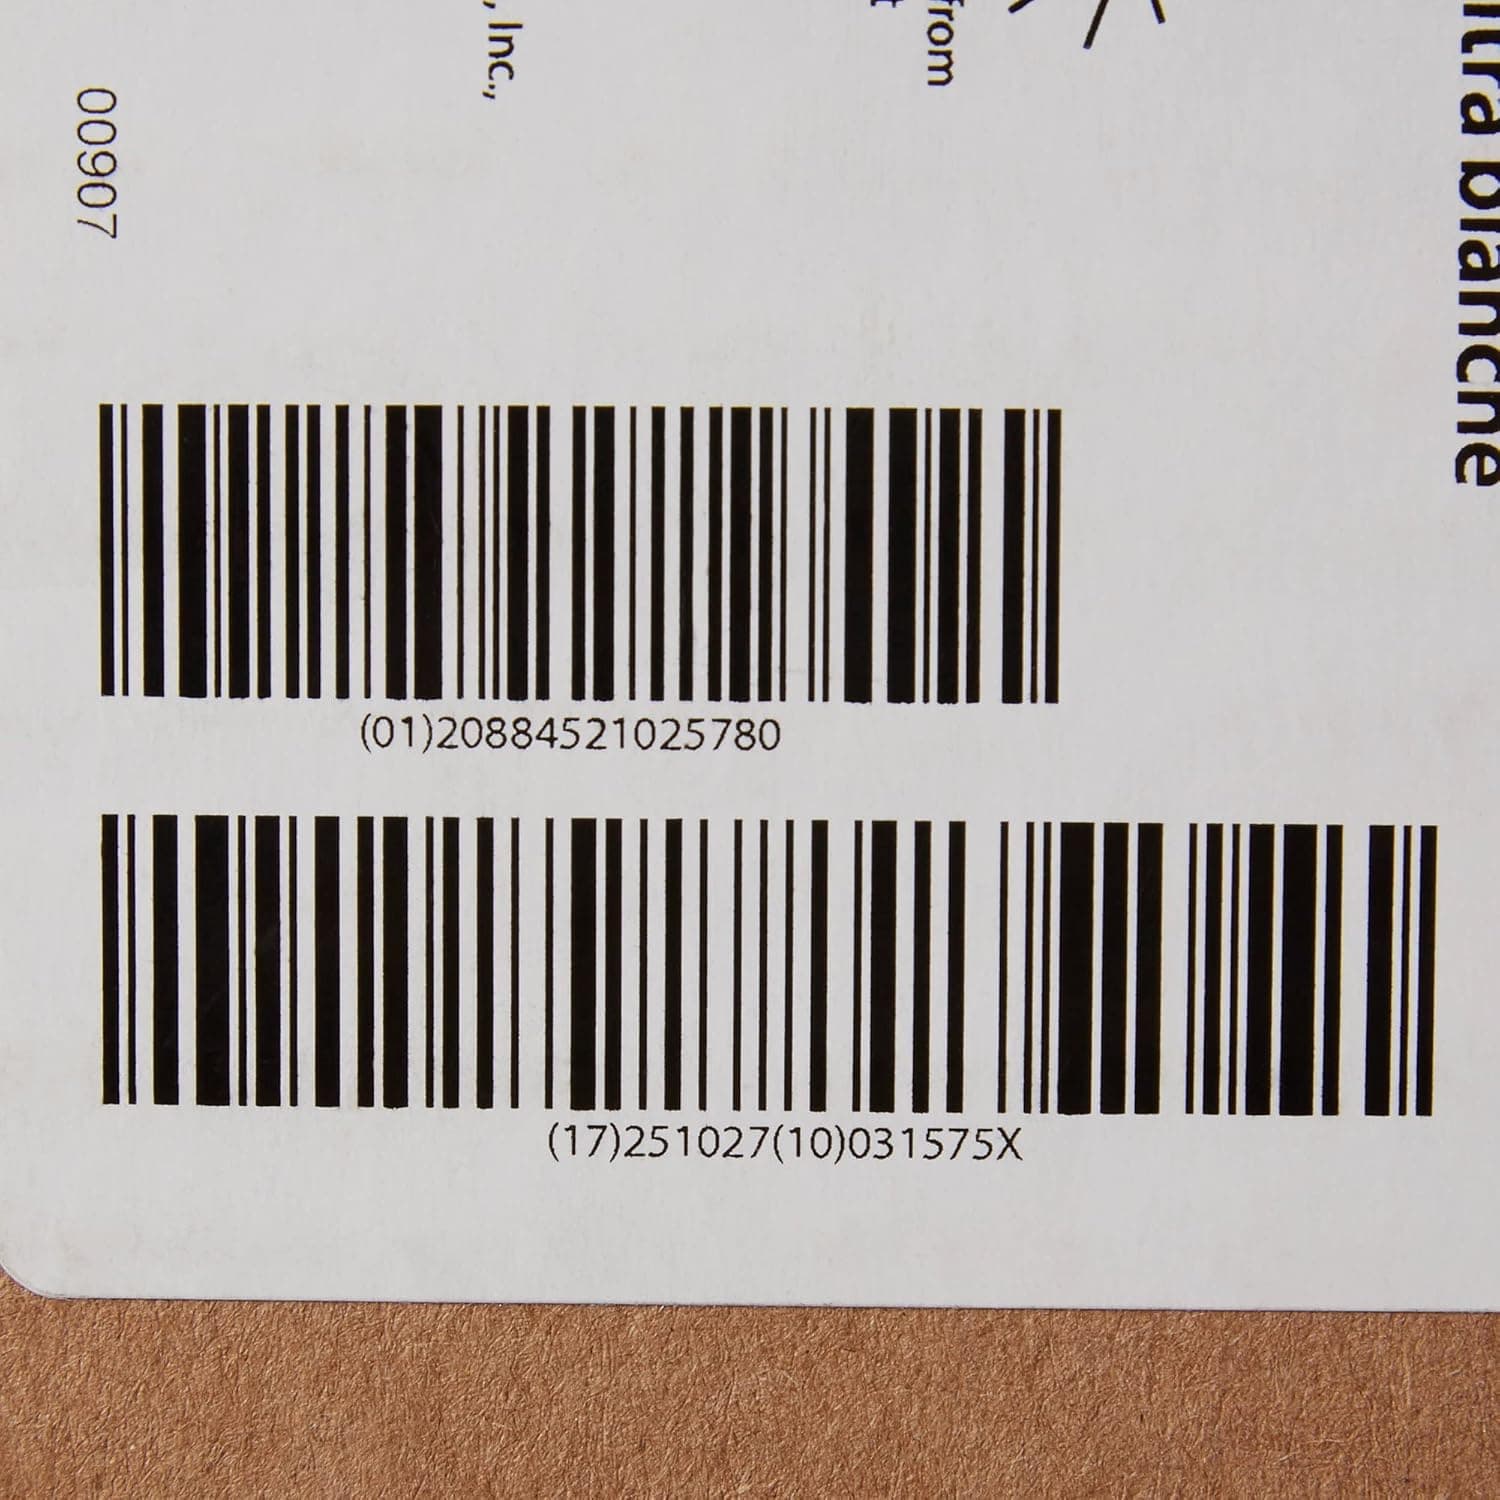 00907
, Inc.,
from
t
ltra blanche
(01)20884521025780
(17)251027(10)031575X